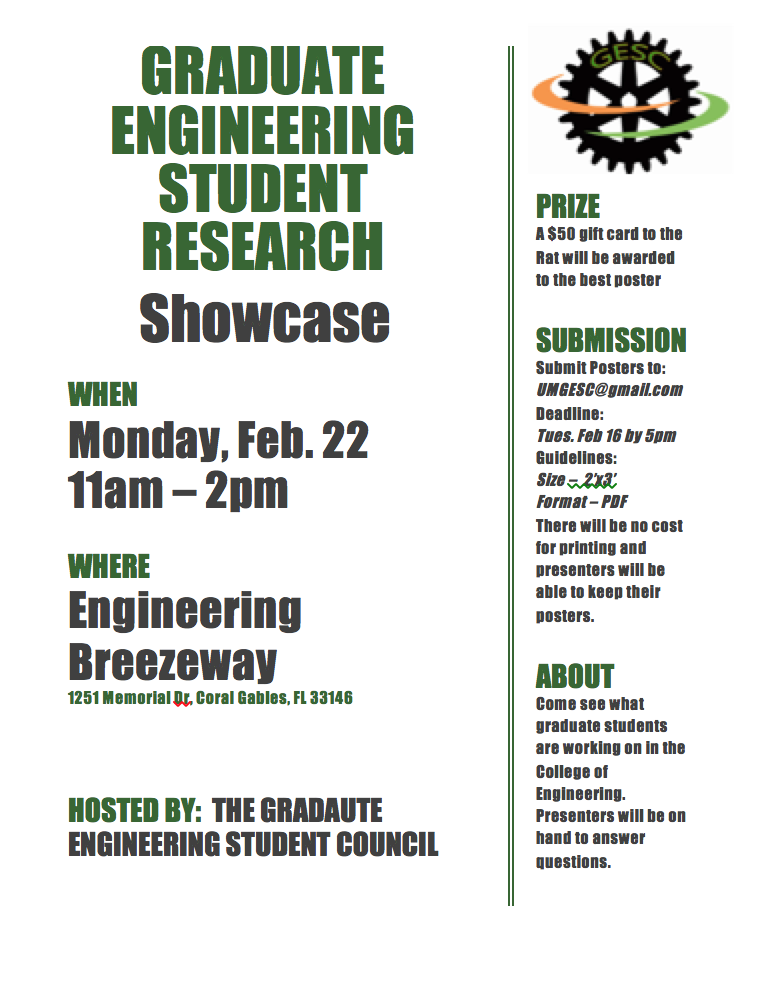 GRADUATE
ENGINEERING
STUDENT
RESEARCH
Showcase
WHEN
Monday, Feb. 22
11am – 2pm
WHERE
Engineering
Breezeway
1251 Memorial Dr, Coral Gables, FL 33146
HOSTED BY: THE GRADAUTE
ENGINEERING STUDENT COUNCIL
GESC
PRIZE
A $50 gift card to the
Rat will be awarded
to the best poster
SUBMISSION
Submit Posters to:
UMGESC@gmail.com
Deadline:
Tues. Feb 16 by 5pm
Guidelines:
Size – 2'x3'
Format – PDF
There will be no cost
for printing and
presenters will be
able to keep their
posters.
ABOUT
Come see what
graduate students
are working on in the
College of
Engineering.
Presenters will be on
hand to answer
questions.